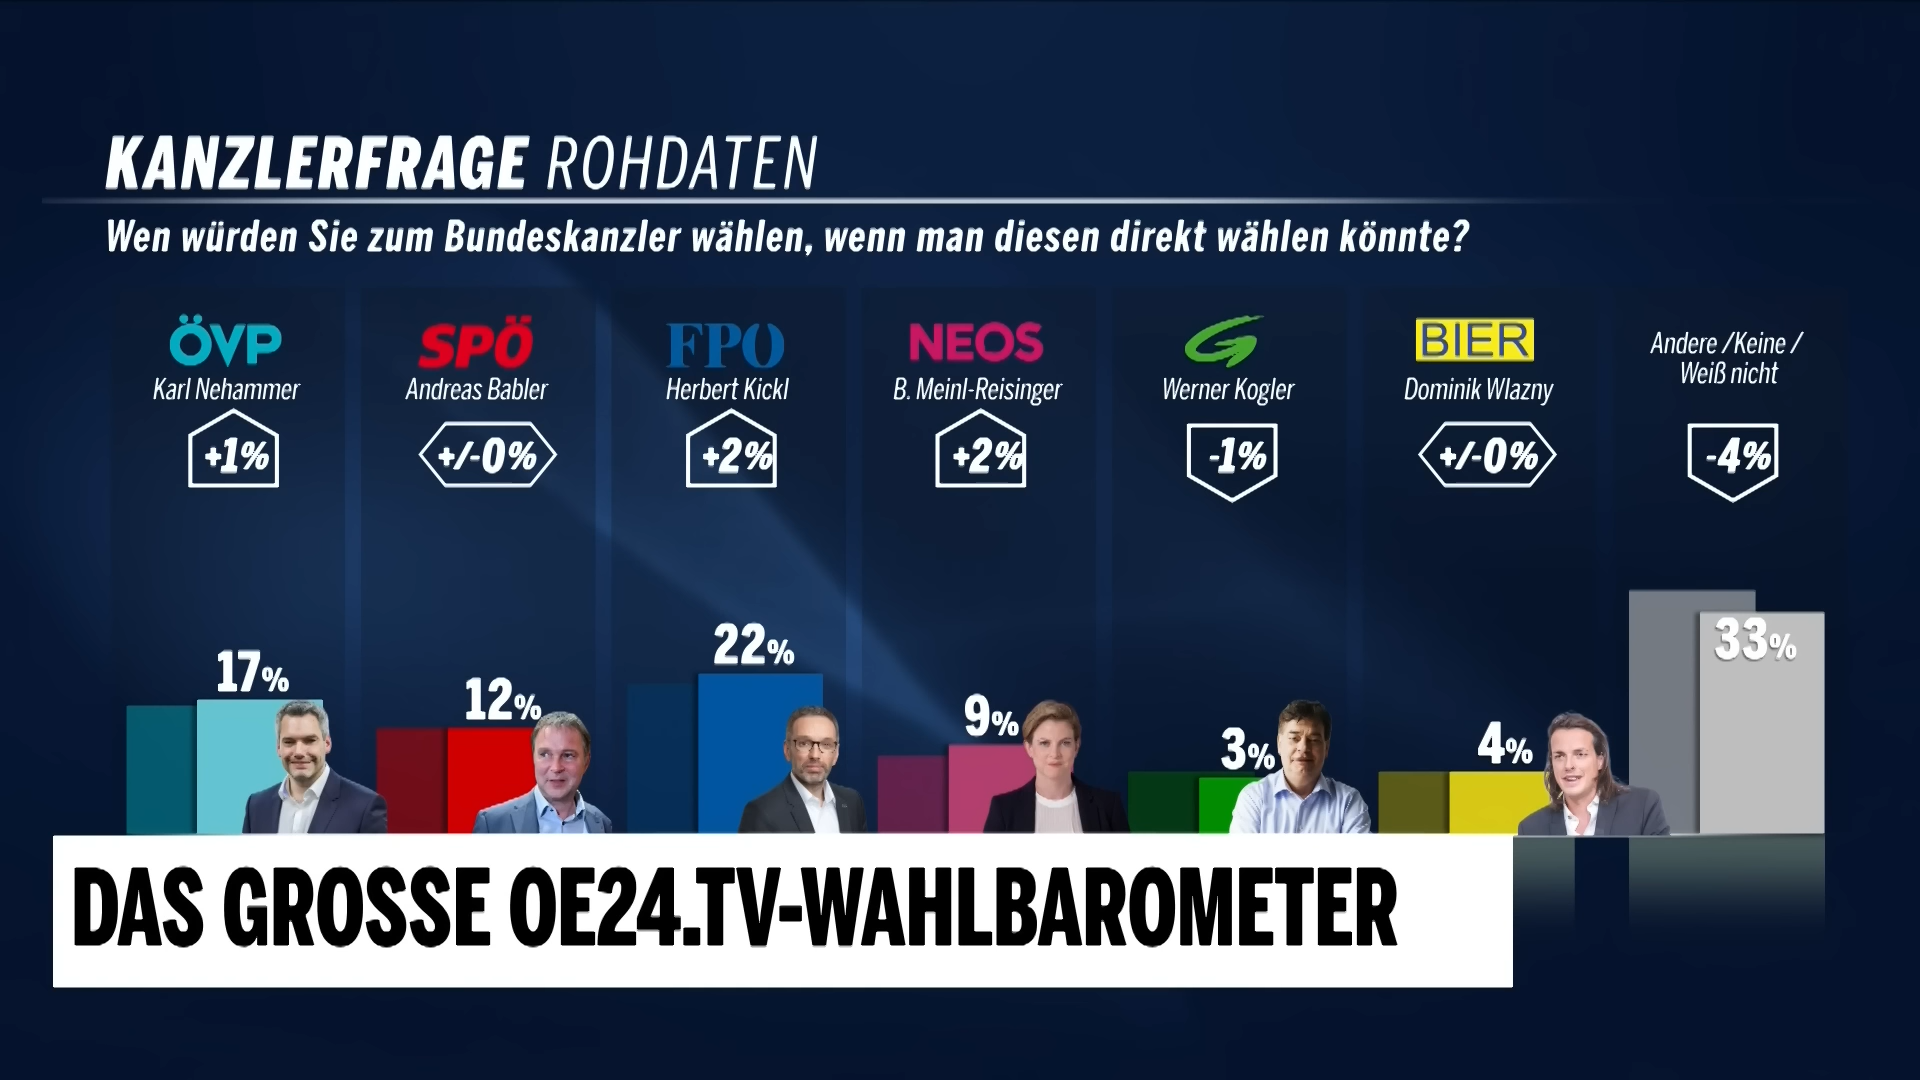 KANZLERFRAGE ROHDATEN
Wen würden Sie zum Bundeskanzler wählen, wenn man diesen direkt wählen könnte?
ÖVP
Karl Nehammer
+1%
17%
SPÖ
Andreas Babler
+/-0%
12%
FPÖ
Herbert Kickl
+2%
22%
NEOS
B. Meinl-Reisinger
+2%
9%
G
Werner Kogler
-1%
3%
BIER
Dominik Wlazny
+/-0%
4%
Andere /Keine /
Weiß nicht
-4%
33%
DAS GROSSE OE24.TV-WAHLBAROMETER